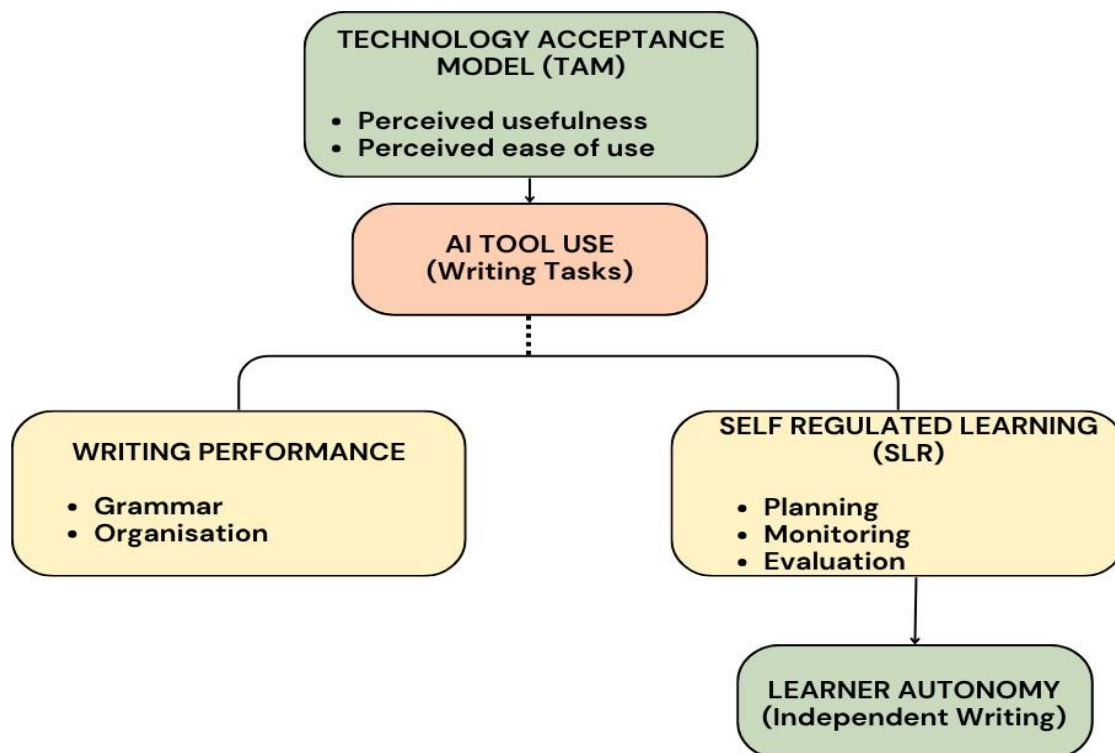 TECHNOLOGY ACCEPTANCE
MODEL (TAM)
• Perceived usefulness
• Perceived ease of use
AI TOOL USE
(Writing Tasks)
WRITING PERFORMANCE
• Grammar
• Organisation
SELF REGULATED LEARNING
(SLR)
• Planning
• Monitoring
• Evaluation
LEARNER AUTONOMY
(Independent Writing)